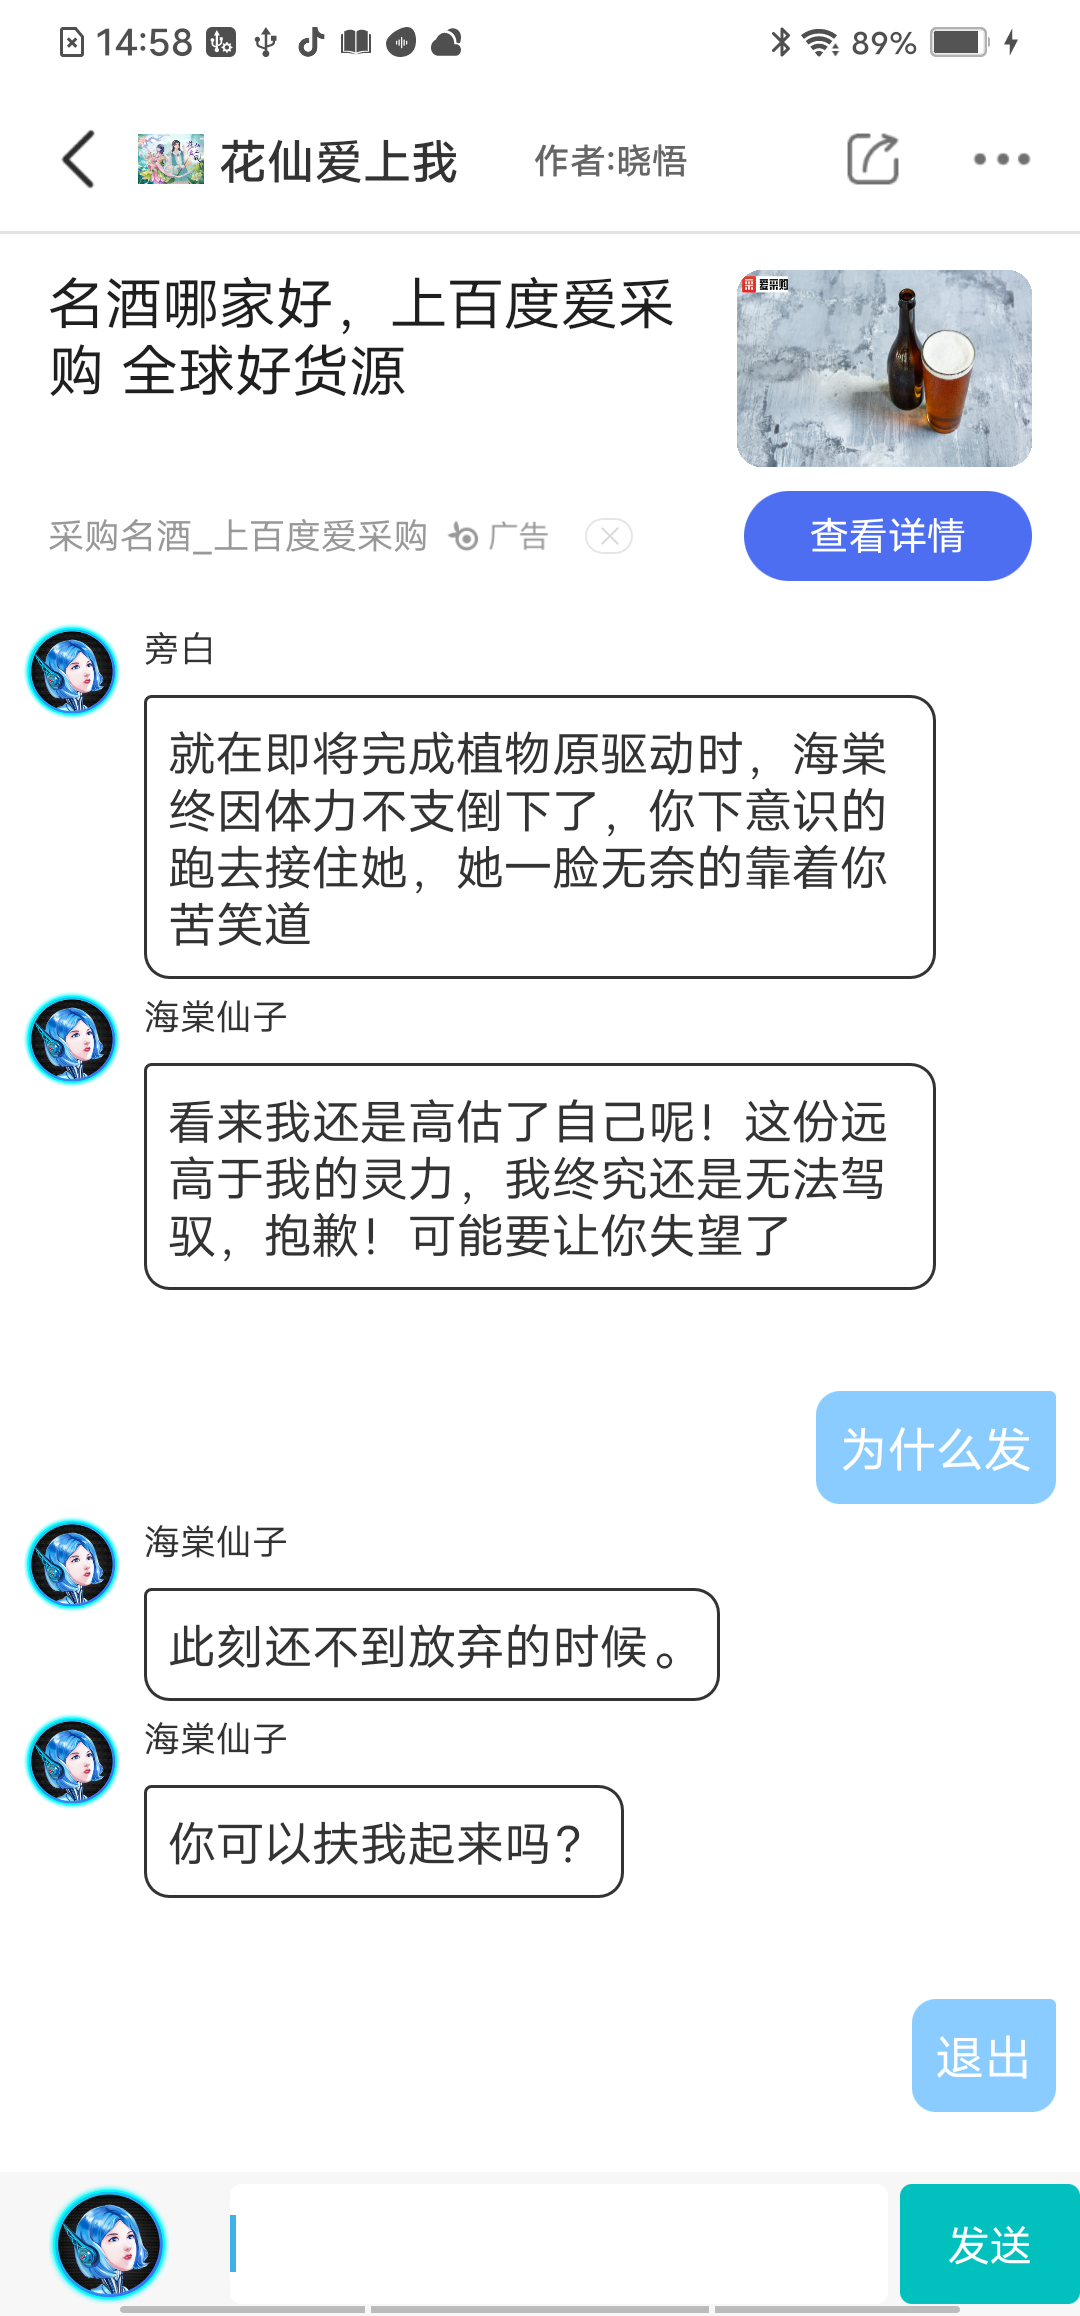 14:58
89%
花仙爱上我
作者:晓悟
名酒哪家好，上百度爱采
购 全球好货源
采 爱采购
采购名酒_上百度爱采购
广告
查看详情
旁白
就在即将完成植物原驱动时，海棠
终因体力不支倒下了，你下意识的
跑去接住她，她一脸无奈的靠着你
苦笑道
海棠仙子
看来我还是高估了自己呢！这份远
高于我的灵力，我终究还是无法驾
驭，抱歉！可能要让你失望了
为什么发
海棠仙子
此刻还不到放弃的时候。
海棠仙子
你可以扶我起来吗？
退出
发送